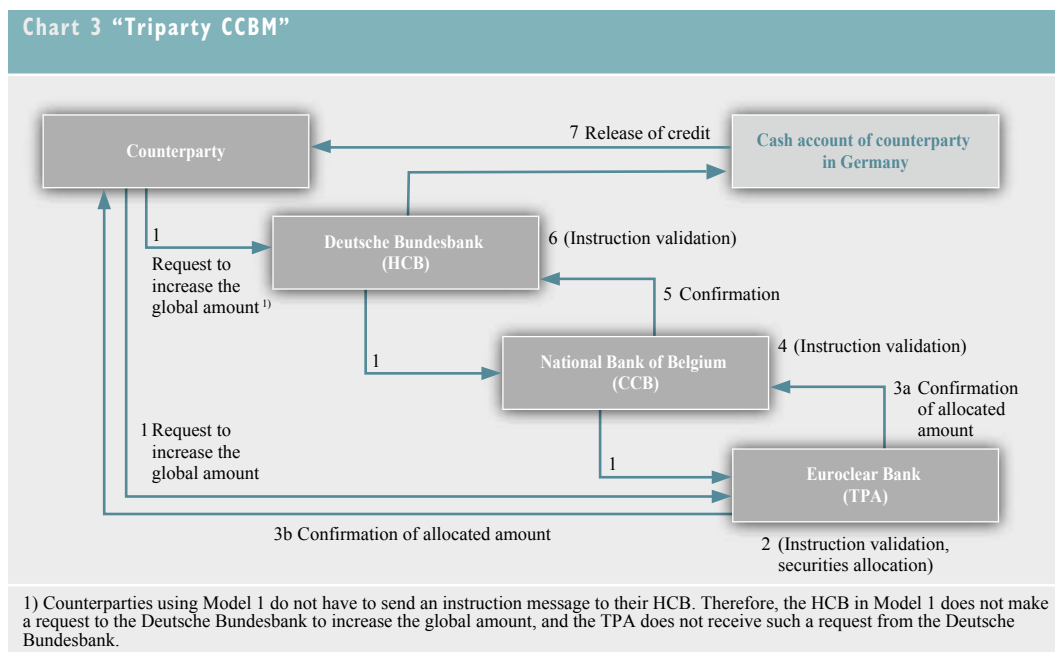 Chart 3 “Triparty CCBM”
Counterparty
7 Release of credit
Cash account of counterparty
in Germany
1
Request to
increase the
global amount 1)
Deutsche Bundesbank
(HCB)
6 (Instruction validation)
5 Confirmation
1
National Bank of Belgium
(CCB)
4 (Instruction validation)
3a Confirmation
of allocated
amount
1 Request to
increase the
global amount
1
Euroclear Bank
(TPA)
3b Confirmation of allocated amount
2 (Instruction validation,
securities allocation)
1) Counterparties using Model 1 do not have to send an instruction message to their HCB. Therefore, the HCB in Model 1 does not make
a request to the Deutsche Bundesbank to increase the global amount, and the TPA does not receive such a request from the Deutsche
Bundesbank.